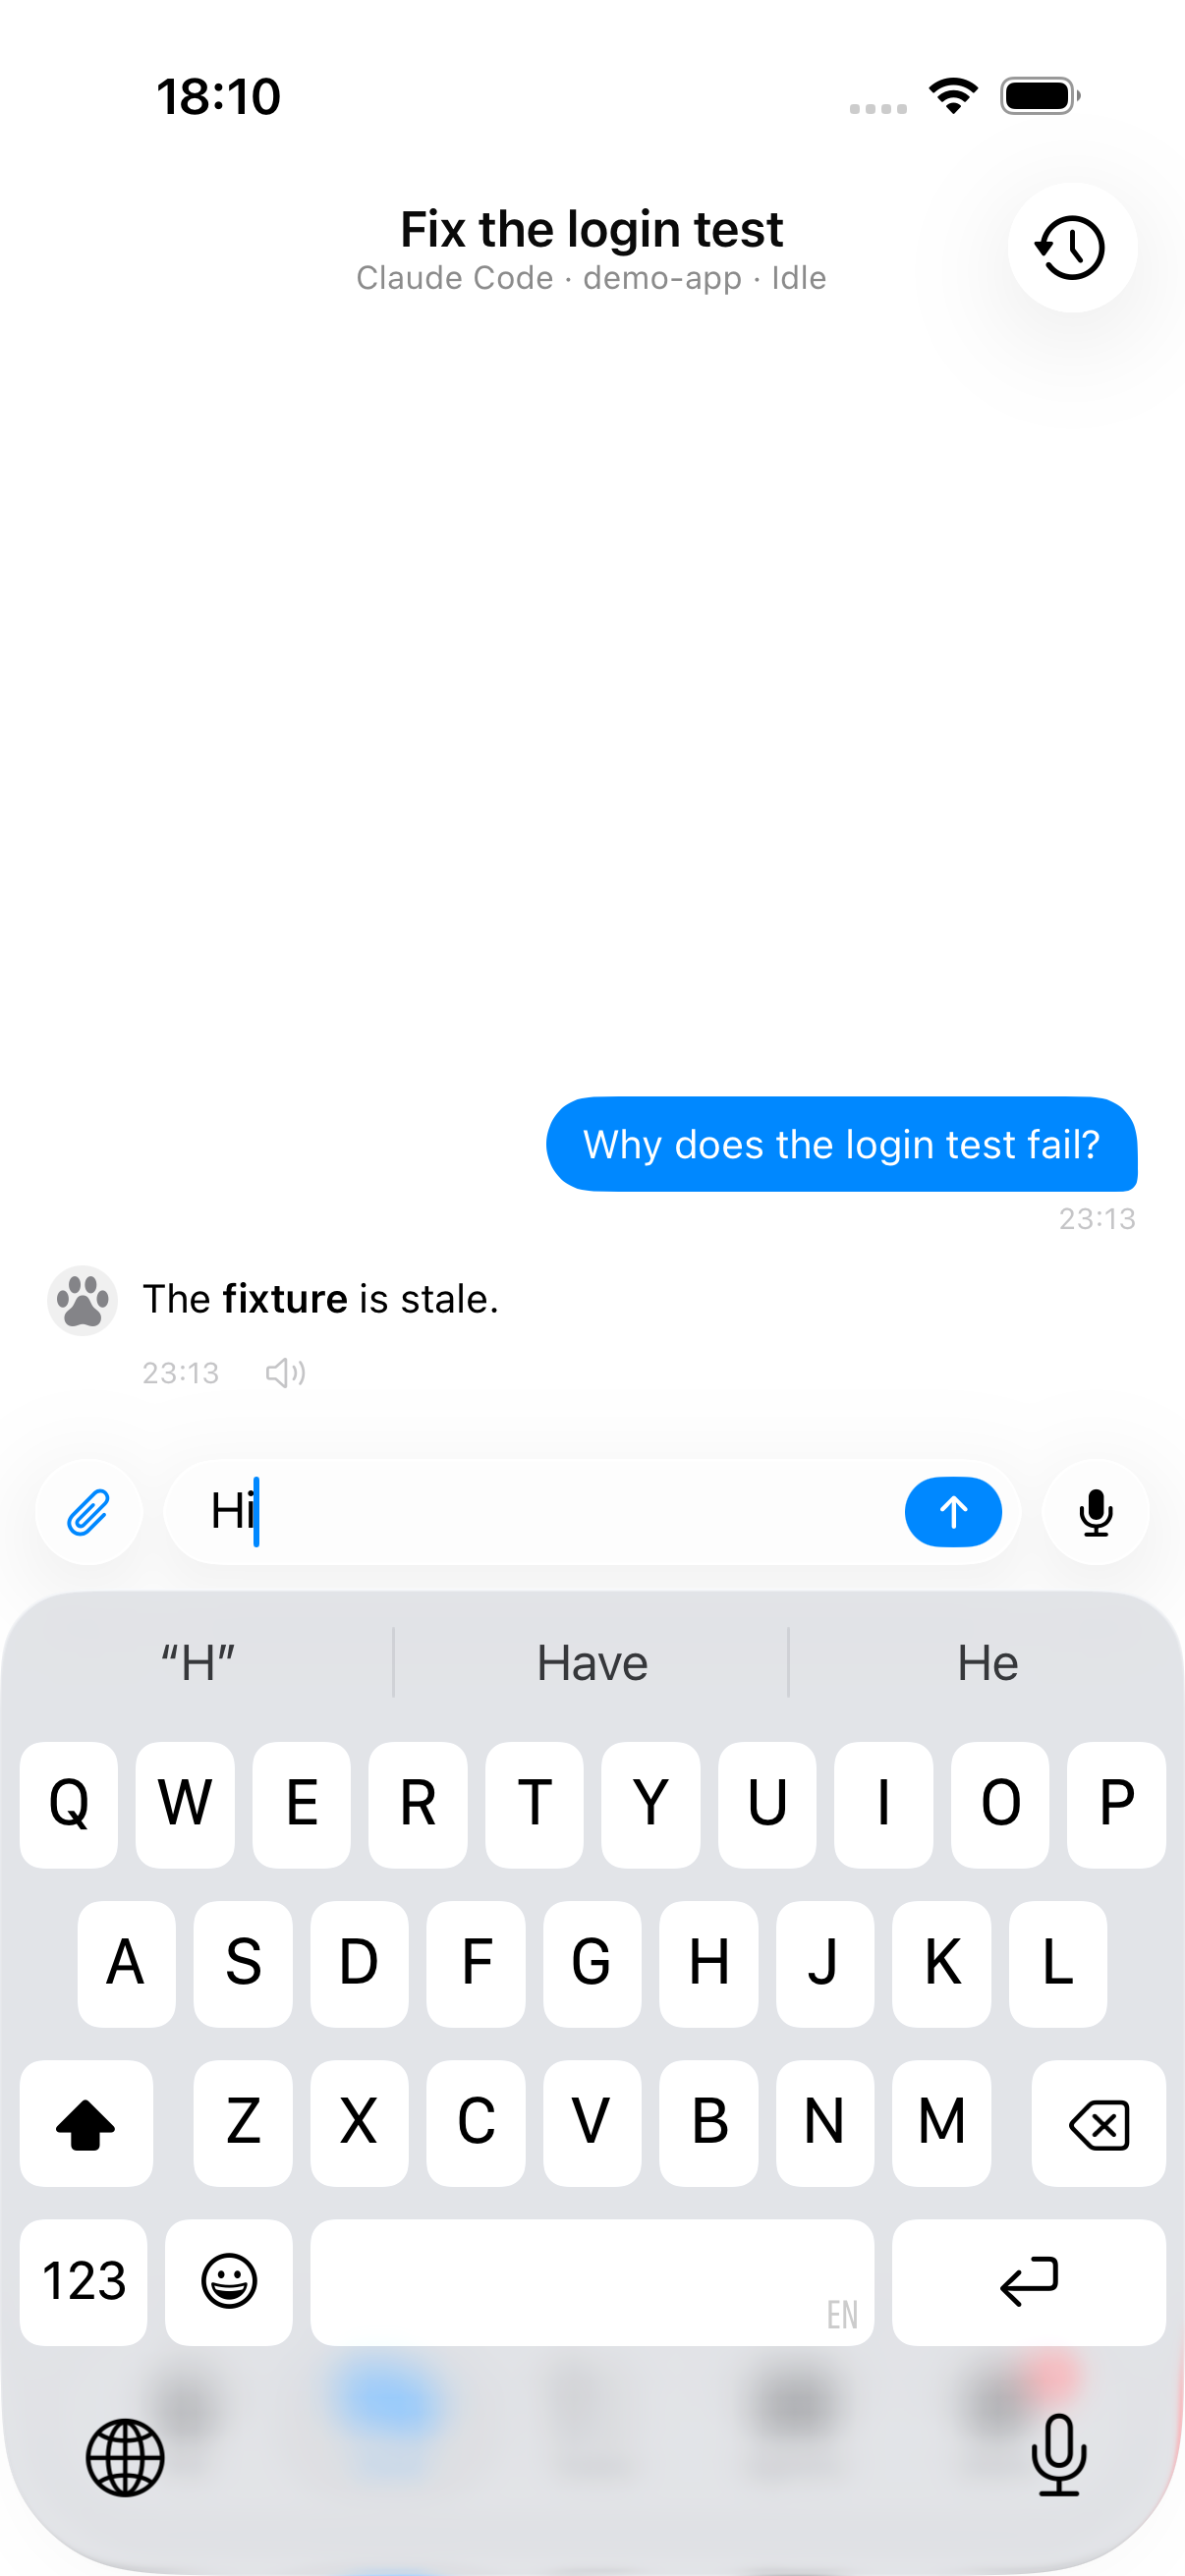 18:10
Fix the login test
Claude Code · demo-app · Idle
Why does the login test fail?
23:13
The fixture is stale.
23:13
Hi
“H” Have He
Q W E R T Y U I O P
A S D F G H J K L
Z X C V B N M
123
EN